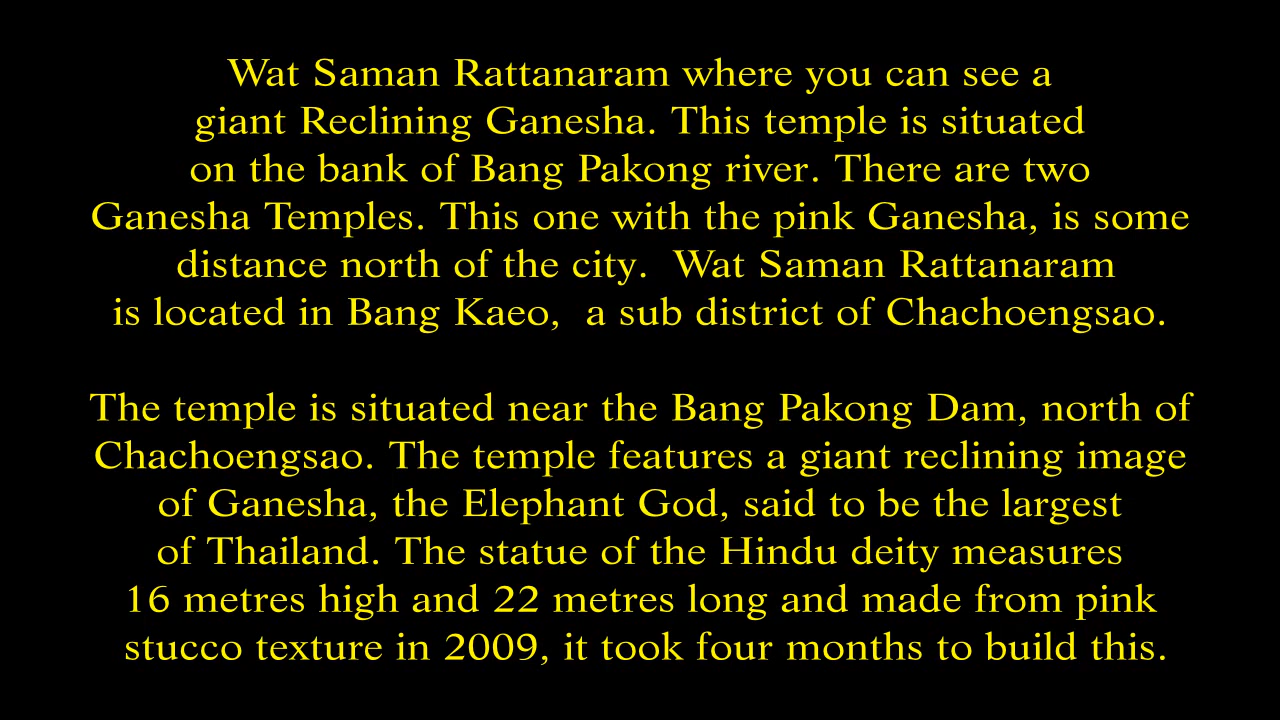 Wat Saman Rattanaram where you can see a
giant Reclining Ganesha. This temple is situated
on the bank of Bang Pakong river. There are two
Ganesha Temples. This one with the pink Ganesha, is some
distance north of the city.  Wat Saman Rattanaram
is located in Bang Kaeo,  a sub district of Chachoengsao.

The temple is situated near the Bang Pakong Dam, north of
Chachoengsao. The temple features a giant reclining image
of Ganesha, the Elephant God, said to be the largest
of Thailand. The statue of the Hindu deity measures
16 metres high and 22 metres long and made from pink
stucco texture in 2009, it took four months to build this.